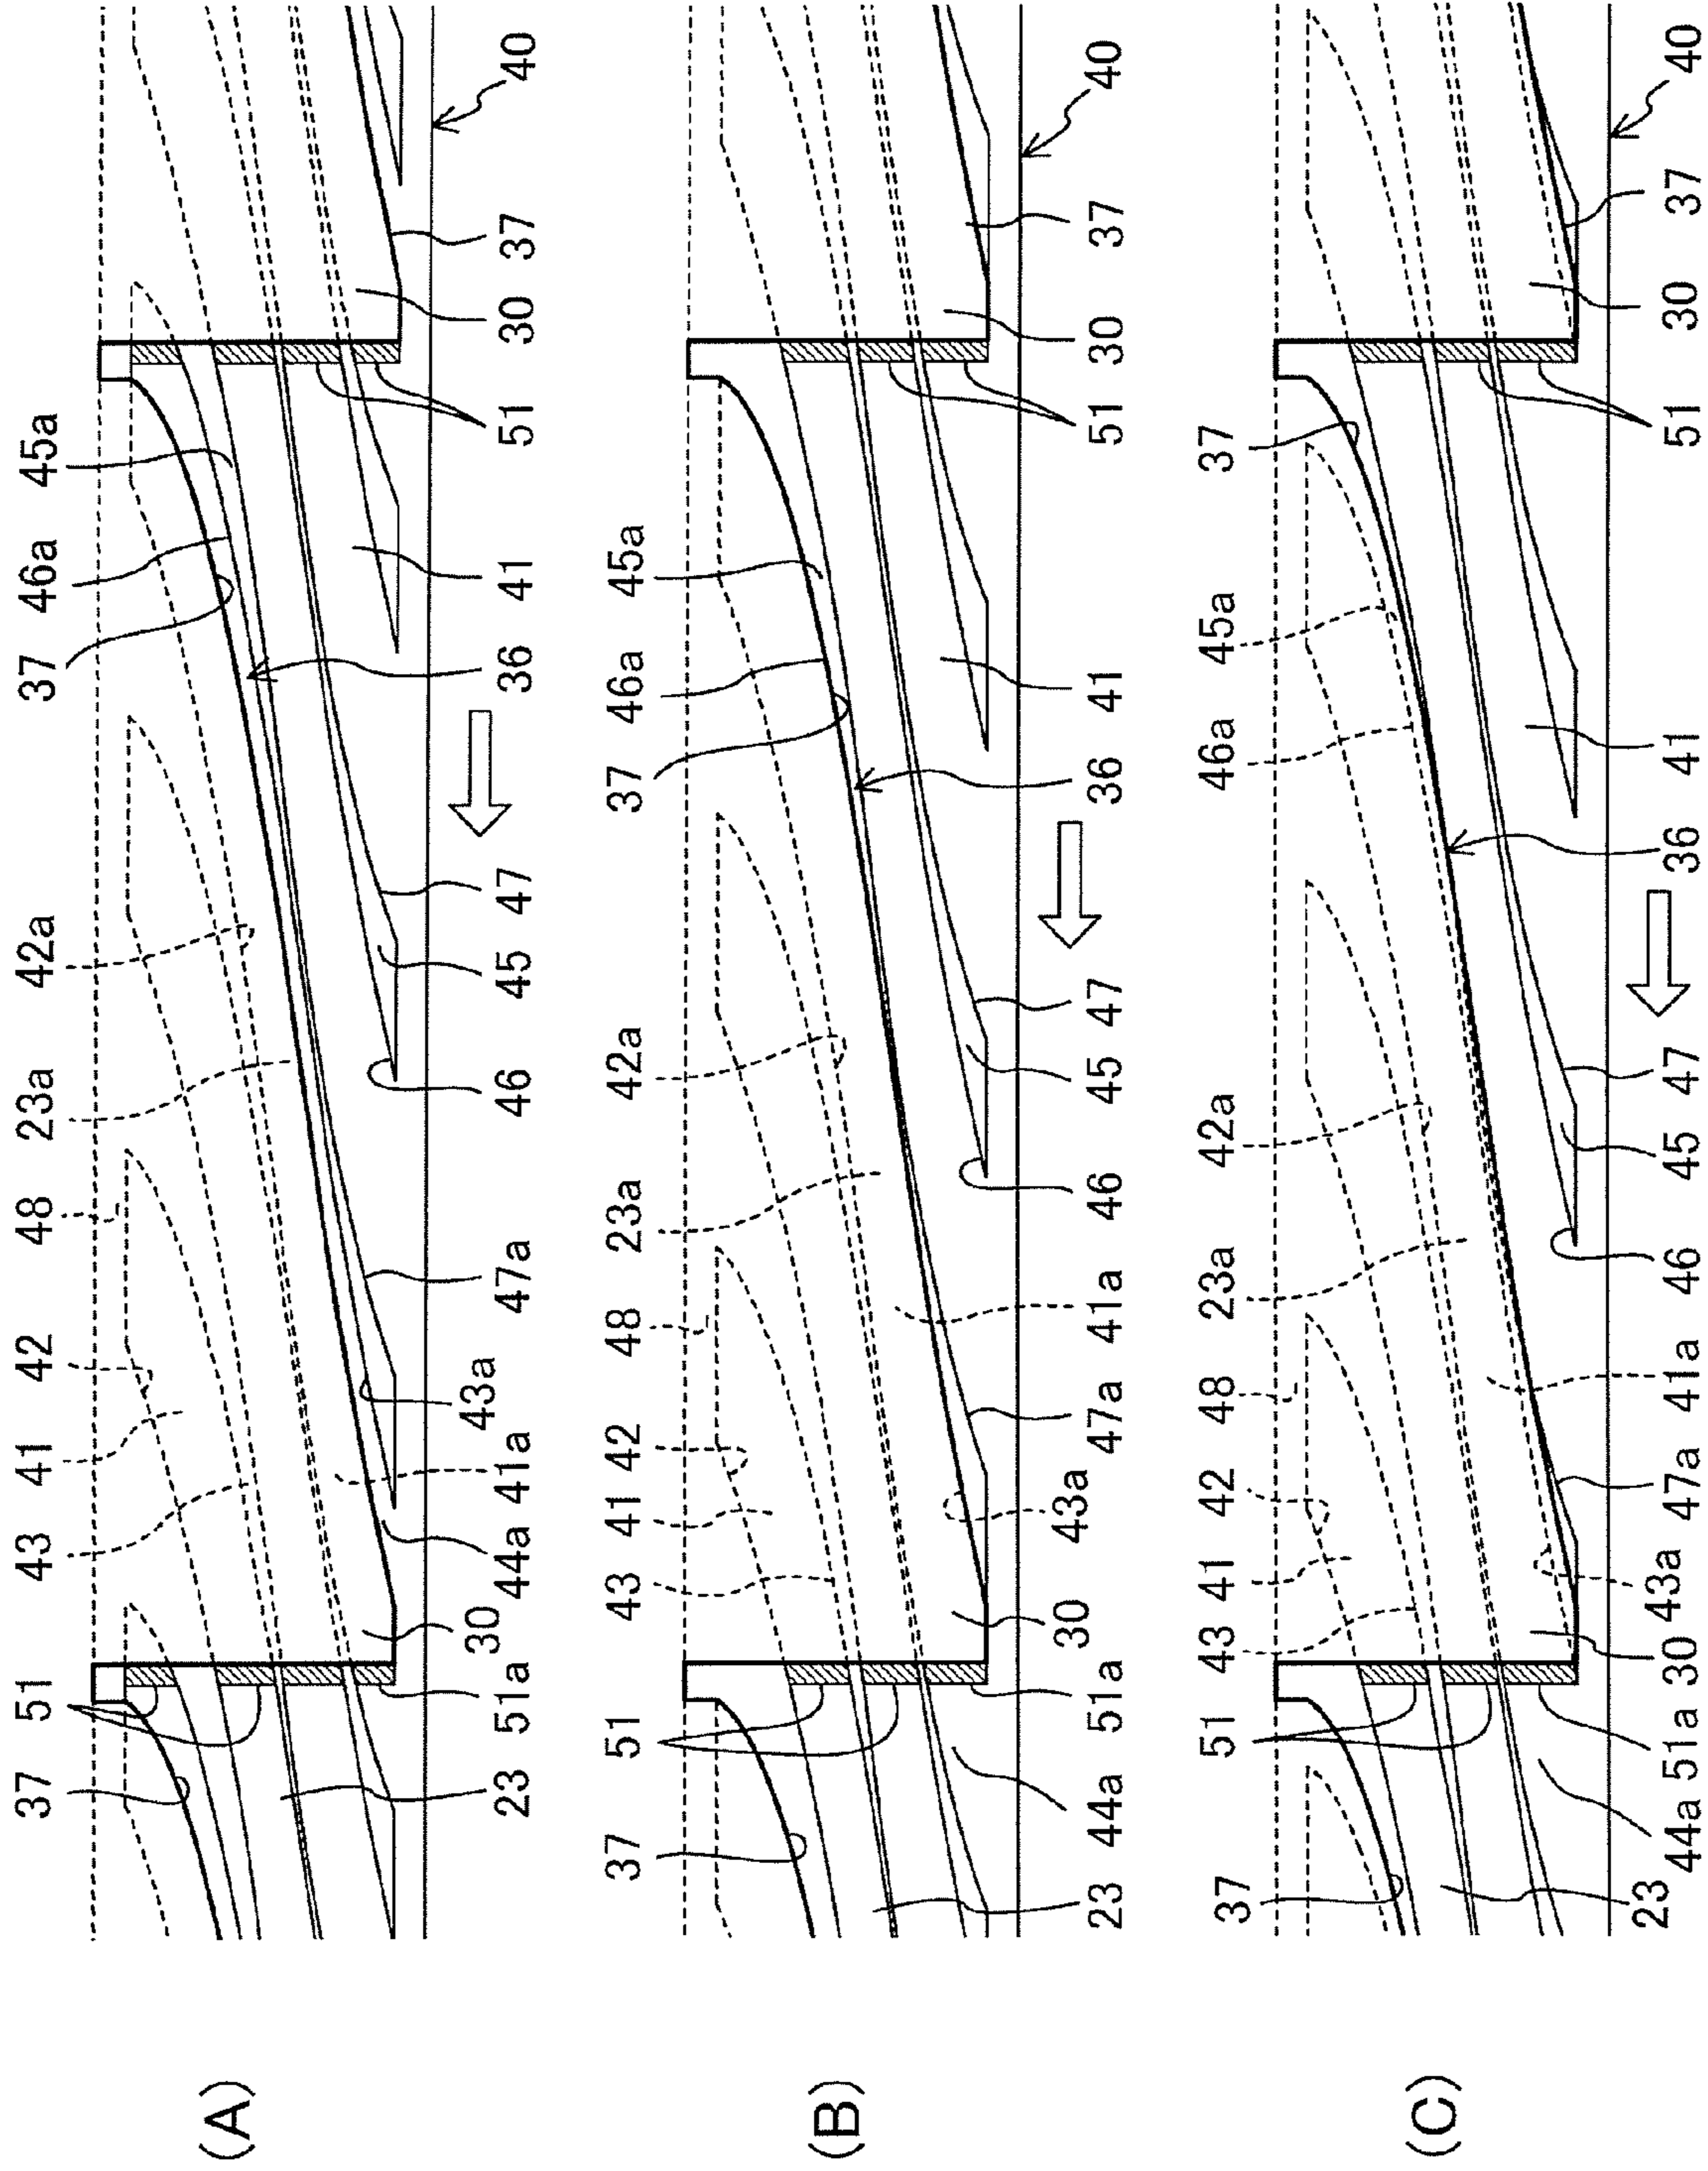 37 51 43 41 42 48 23a 42a 37 46a 45a
(A)
23 51a 30 44a 41a 43a 47a 46 45 47 36 41 51 30 37 40
37 51 43 41 42 48 23a 42a 37 46a 45a
(B)
23 44a 51a 30 43a 47a 41a 46 45 47 36 41 51 30 37 40
37 51 43 41 42 48 23a 42a 46a 45a 37
(C)
23 44a 51a 30 43a 47a 41a 46 45 47 36 41 51 30 37 40